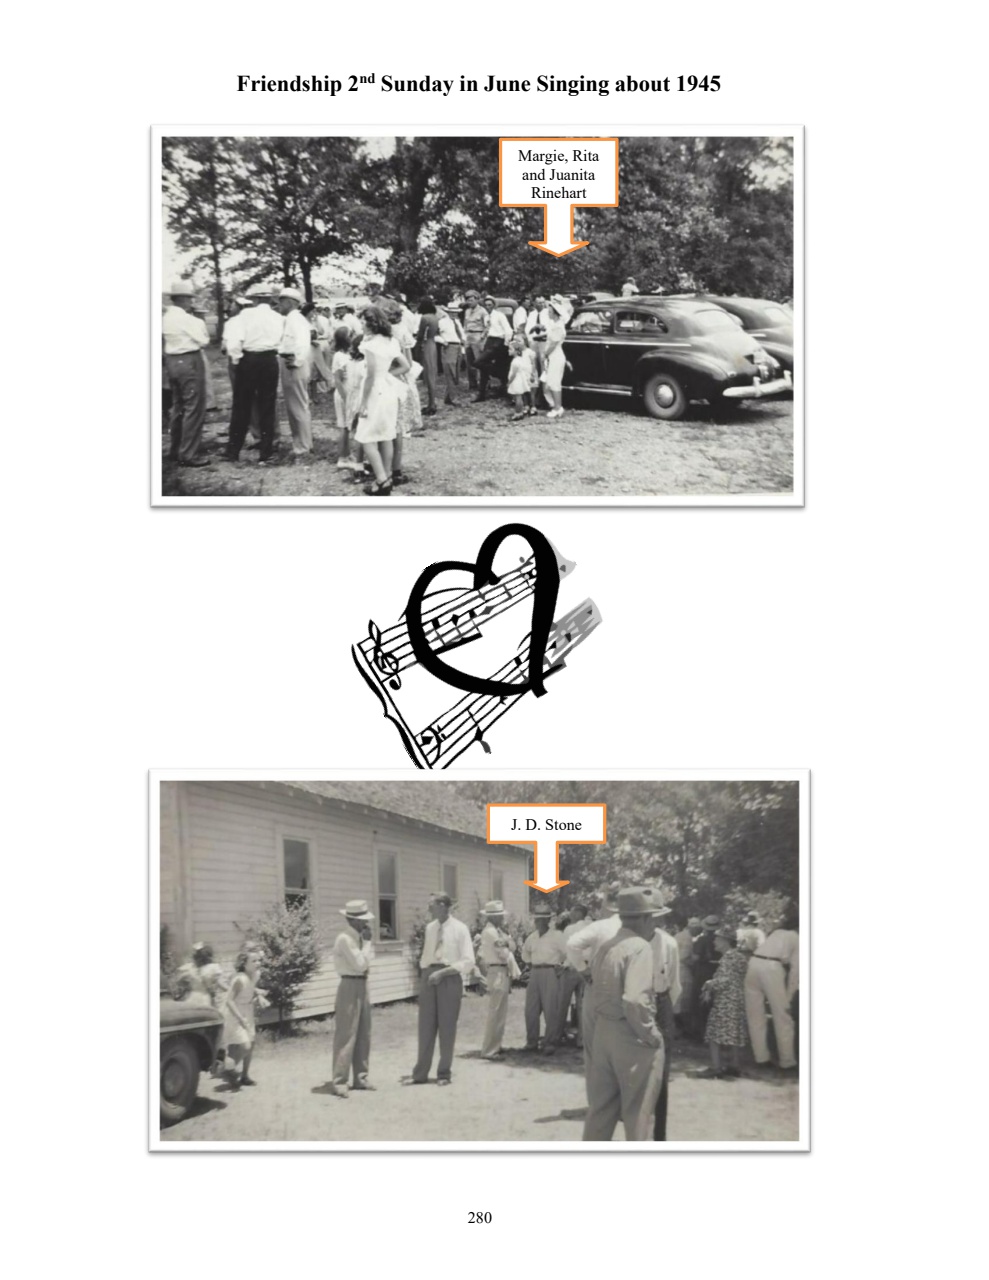 Friendship 2nd Sunday in June Singing about 1945
Margie, Rita
and Juanita
Rinehart
J. D. Stone
280